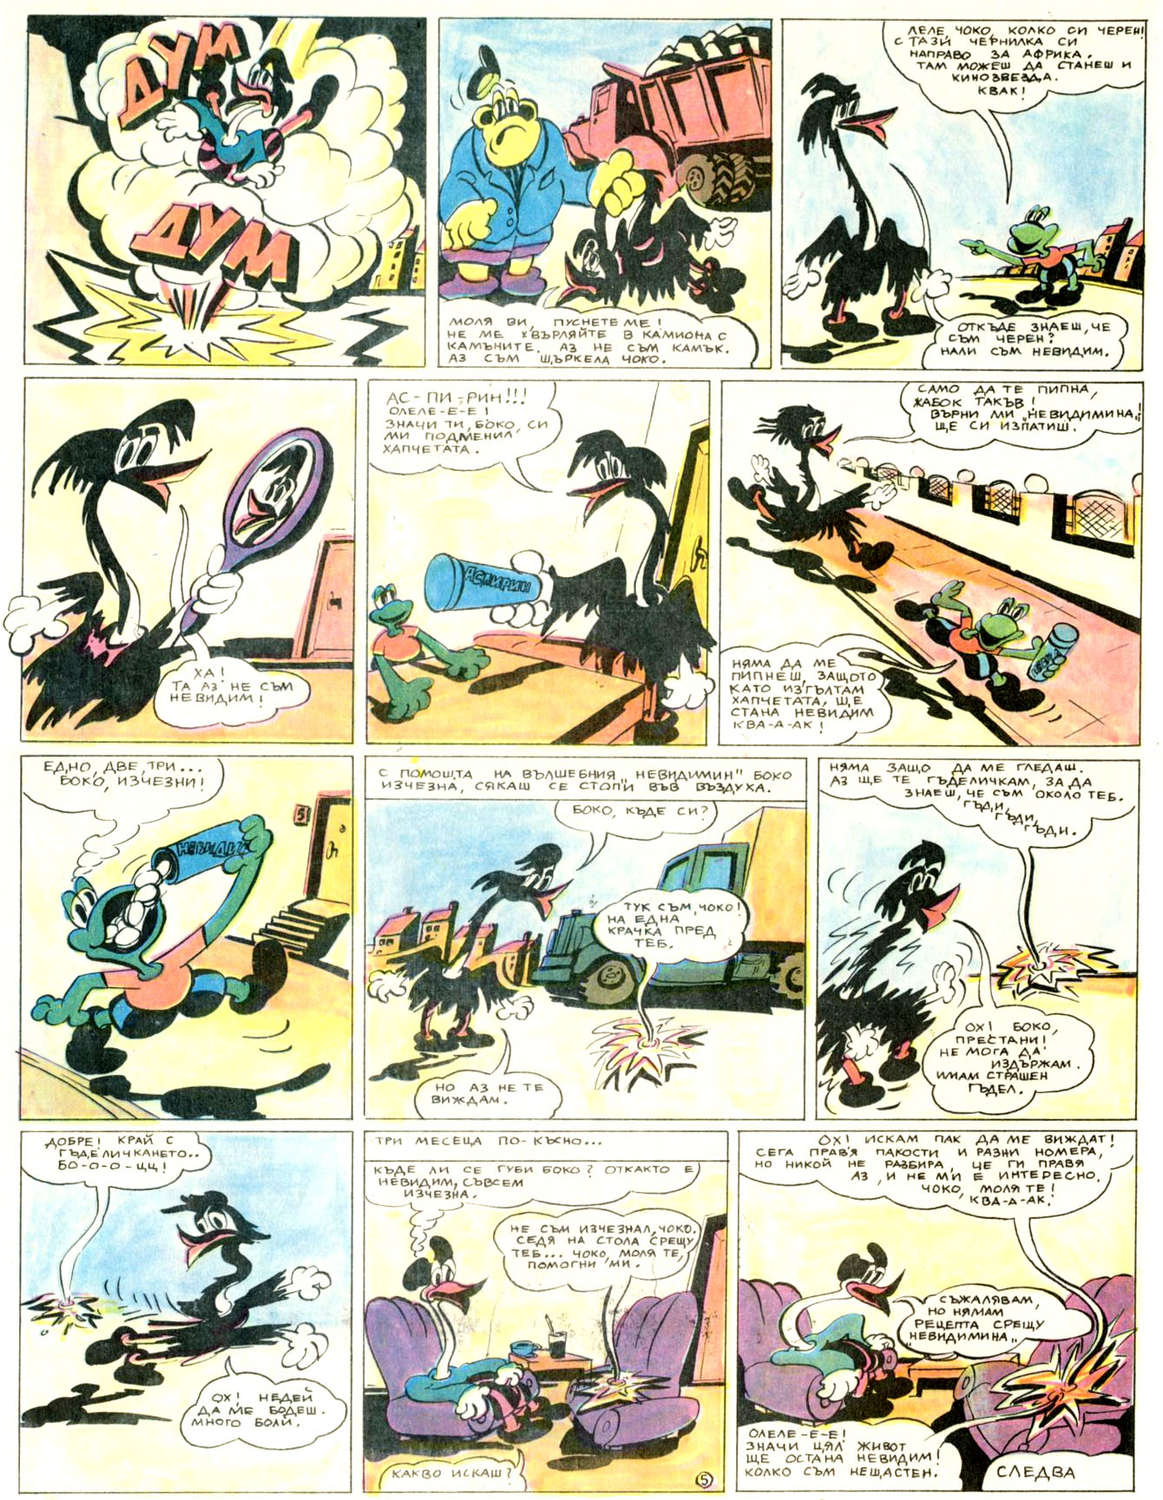 ДУМ
ДУМ
МОЛЯ ВИ, ПУСНЕТЕ МЕ!
НЕ МЕ ХВЪРЛЯЙТЕ В КАМИОНА С
КАМЪНИТЕ. АЗ НЕ СЪМ КАМЪК.
АЗ СЪМ ЩЪРКЕЛА ЧОКО.
ЛЕЛЕ, ЧОКО, КОЛКО СИ ЧЕРЕН!
С ТАЗИ ЧЕРНИЛКА СИ
НАПРАВО ЗА АФРИКА.
ТАМ МОЖЕШ ДА СТАНЕШ И
КИНОЗВЕЗДА.
КВАК!
ОТКЪДЕ ЗНАЕШ, ЧЕ
СЪМ ЧЕРЕН?
НАЛИ СЪМ НЕВИДИМ.
ХА!
ТА АЗ НЕ СЪМ
НЕВИДИМ!
АС-ПИ-РИН!!!
ОЛЕЛЕ-Е-Е!
ЗНАЧИ ТИ, БОКО, СИ
МИ ПОДМЕНИЛ
ХАПЧЕТАТА.
АСПИРИН
САМО ДА ТЕ ПИПНА,
ЖАБОК ТАКЪВ!
ВЪРНИ МИ „НЕВИДИМИНА“!
ЩЕ СИ ИЗПАТИШ.
НЯМА ДА МЕ
ПИПНЕШ, ЗАЩОТО
КАТО ИЗГЪЛТАМ
ХАПЧЕТАТА, ЩЕ
СТАНА НЕВИДИМ
КВА-А-АК!
ЕДНО, ДВЕ, ТРИ...
БОКО, ИЗЧЕЗНИ!
НЕВИДИМ
5
С ПОМОЩТА НА ВЪЛШЕБНИЯ „НЕВИДИМИН“ БОКО
ИЗЧЕЗНА, СЯКАШ СЕ СТОПИ ВЪВ ВЪЗДУХА.
БОКО, КЪДЕ СИ?
ТУК СЪМ, ЧОКО!
НА ЕДНА
КРАЧКА ПРЕД
ТЕБ.
НО АЗ НЕ ТЕ
ВИЖДАМ.
НЯМА ЗАЩО ДА МЕ ГЛЕДАШ.
АЗ ЩЕ ТЕ ГЪДЕЛИЧКАМ, ЗА ДА
ЗНАЕШ, ЧЕ СЪМ ОКОЛО ТЕБ.
ГЪДИ,
ГЪДИ,
ГЪДИ.
ОХ! БОКО,
ПРЕСТАНИ!
НЕ МОГА ДА
ИЗДЪРЖАМ.
ИМАМ СТРАШЕН
ГЪДЕЛ.
ДОБРЕ! КРАЙ С
ГЪДЕЛИЧКАНЕТО..
БО-О-О-ЦЦ!
ОХ! НЕДЕЙ
ДА МЕ БОДЕШ.
МНОГО БОЛИ.
ТРИ МЕСЕЦА ПО-КЪСНО...
КЪДЕ ЛИ СЕ ГУБИ БОКО? ОТКАКТО Е
НЕВИДИМ, СЪВСЕМ
ИЗЧЕЗНА.
НЕ СЪМ ИЗЧЕЗНАЛ, ЧОКО.
СЕДЯ НА СТОЛА СРЕЩУ
ТЕБ... ЧОКО, МОЛЯ ТЕ,
ПОМОГНИ МИ.
КАКВО ИСКАШ?
5
ОХ! ИСКАМ ПАК ДА МЕ ВИЖДАТ!
СЕГА ПРАВЯ ПАКОСТИ И РАЗНИ НОМЕРА,
НО НИКОЙ НЕ РАЗБИРА, ЧЕ ГИ ПРАВЯ
АЗ, И НЕ МИ Е ИНТЕРЕСНО.
ЧОКО, МОЛЯ ТЕ!
КВА-А-АК.
СЪЖАЛЯВАМ,
НО НЯМАМ
РЕЦЕПТА СРЕЩУ
НЕВИДИМИНА..
ОЛЕЛЕ-Е-Е!
ЗНАЧИ ЦЯЛ ЖИВОТ
ЩЕ ОСТАНА НЕВИДИМ!
КОЛКО СЪМ НЕЩАСТЕН.
СЛЕДВА